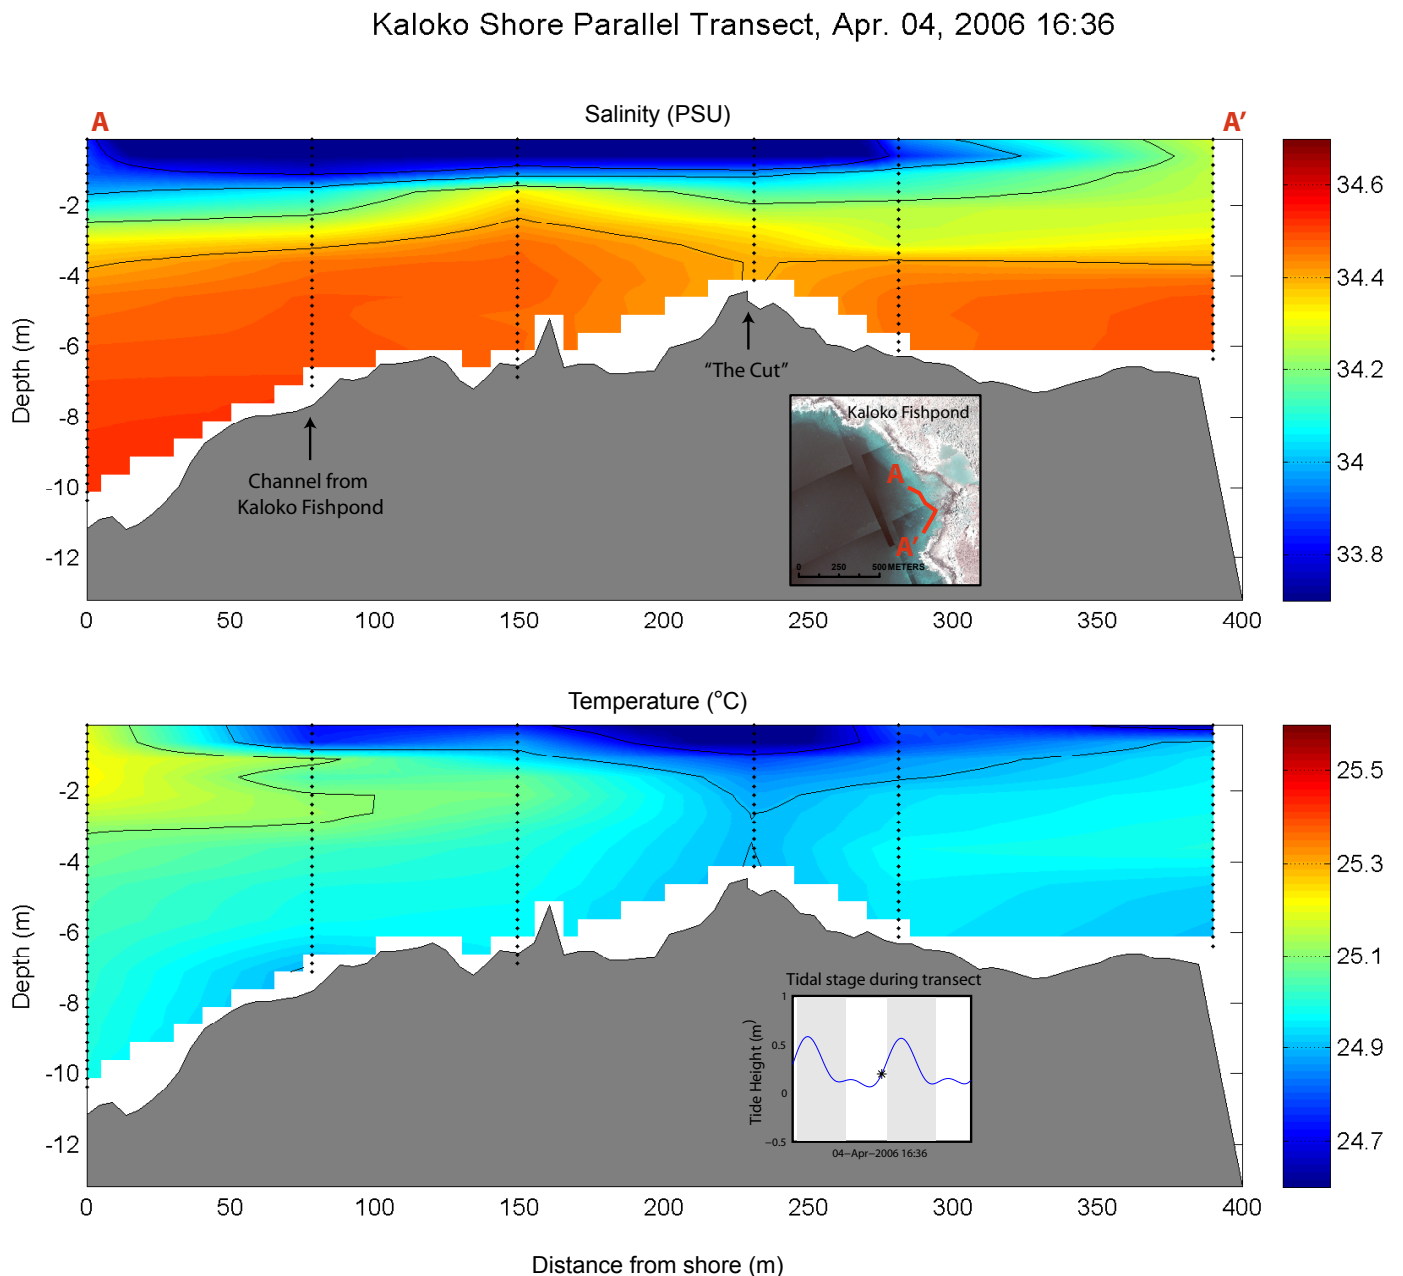 Kaloko Shore Parallel Transect, Apr. 04, 2006 16:36
Salinity (PSU)
A
A'
Depth (m)
-2
-4
-6
-8
-10
-12
0
50
100
150
200
250
300
350
400
34.6
34.4
34.2
34
33.8
"The Cut"
Channel from
Kaloko Fishpond
Kaloko Fishpond
A
A'
0 250 500 METERS
Temperature (°C)
Depth (m)
-2
-4
-6
-8
-10
-12
0
50
100
150
200
250
300
350
400
25.5
25.3
25.1
24.9
24.7
Tidal stage during transect
Tide Height (m)
1
0.5
0
−0.5
04−Apr−2006 16:36
Distance from shore (m)